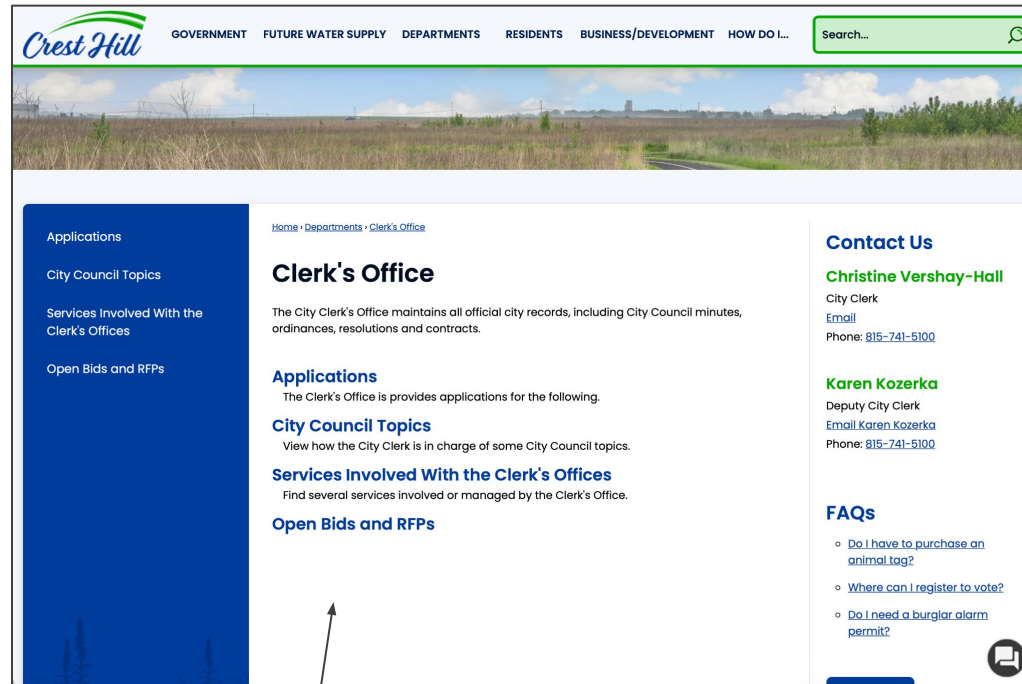 Crest Hill
GOVERNMENT FUTURE WATER SUPPLY DEPARTMENTS RESIDENTS BUSINESS/DEVELOPMENT HOW DO I...
Search...
Applications
City Council Topics
Services Involved With the
Clerk's Offices
Open Bids and RFPs
Home › Departments › Clerk's Office
Clerk's Office
The City Clerk's Office maintains all official city records, including City Council minutes,
ordinances, resolutions and contracts.
Applications
The Clerk's Office is provides applications for the following.
City Council Topics
View how the City Clerk is in charge of some City Council topics.
Services Involved With the Clerk's Offices
Find several services involved or managed by the Clerk's Office.
Open Bids and RFPs
Contact Us
Christine Vershay-Hall
City Clerk
Email
Phone: 815-741-5100
Karen Kozerka
Deputy City Clerk
Email Karen Kozerka
Phone: 815-741-5100
FAQs
Do I have to purchase an
animal tag?
Where can I register to vote?
Do I need a burglar alarm
permit?